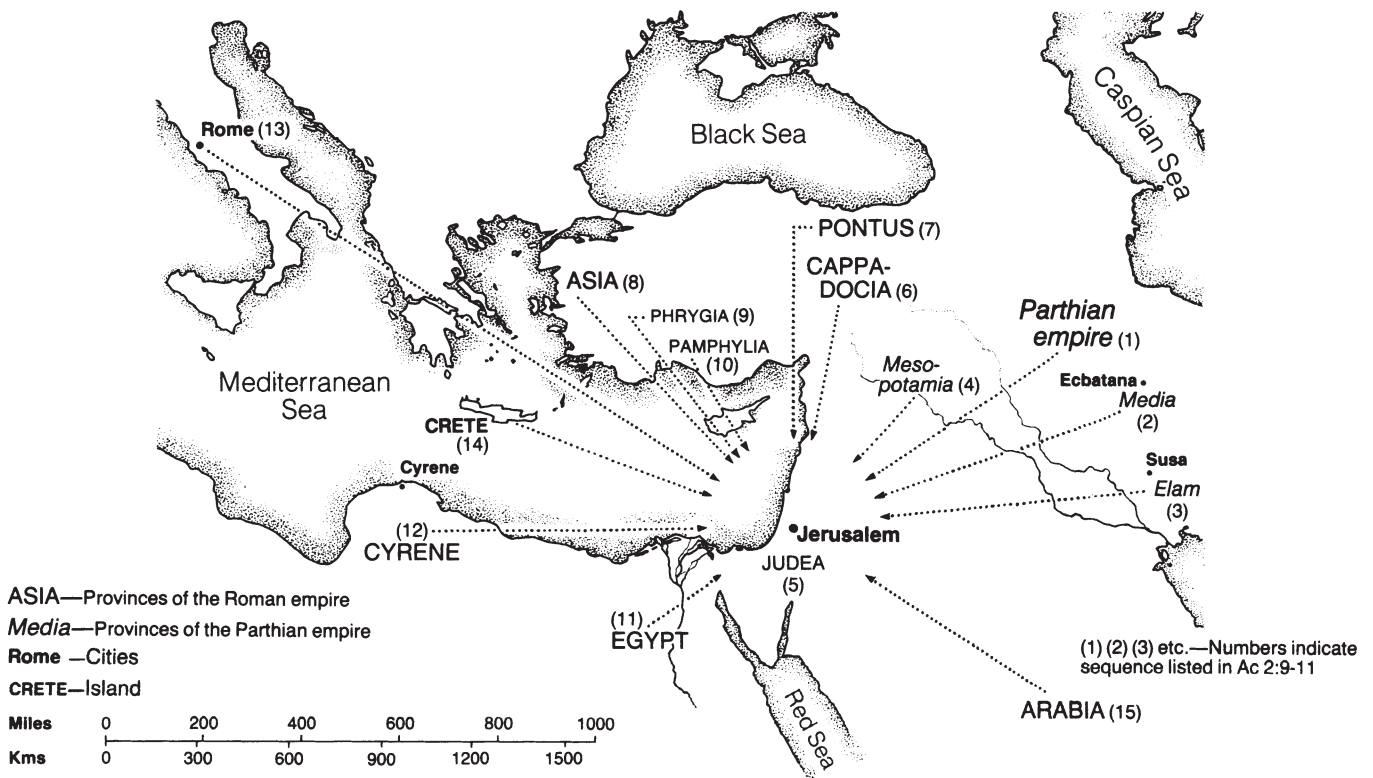 Caspian Sea
Rome (13)
Black Sea
PONTUS (7)
CAPPA-
DOCIA (6)
ASIA (8)
PHRYGIA (9)
PAMPHYLIA
(10)
Parthian
empire (1)
Meso-
potamia (4)
Ecbatana
Media
(2)
Mediterranean
Sea
CRETE
(14)
Cyrene
Susa
Elam
(3)
(12)
CYRENE
Jerusalem
JUDEA
(5)
(11)
EGYPT
ASIA—Provinces of the Roman empire
Media—Provinces of the Parthian empire
Rome —Cities
CRETE—Island
(1) (2) (3) etc.—Numbers indicate
sequence listed in Ac 2:9-11
ARABIA (15)
Red Sea
Miles 0 200 400 600 800 1000
Kms 0 300 600 900 1200 1500